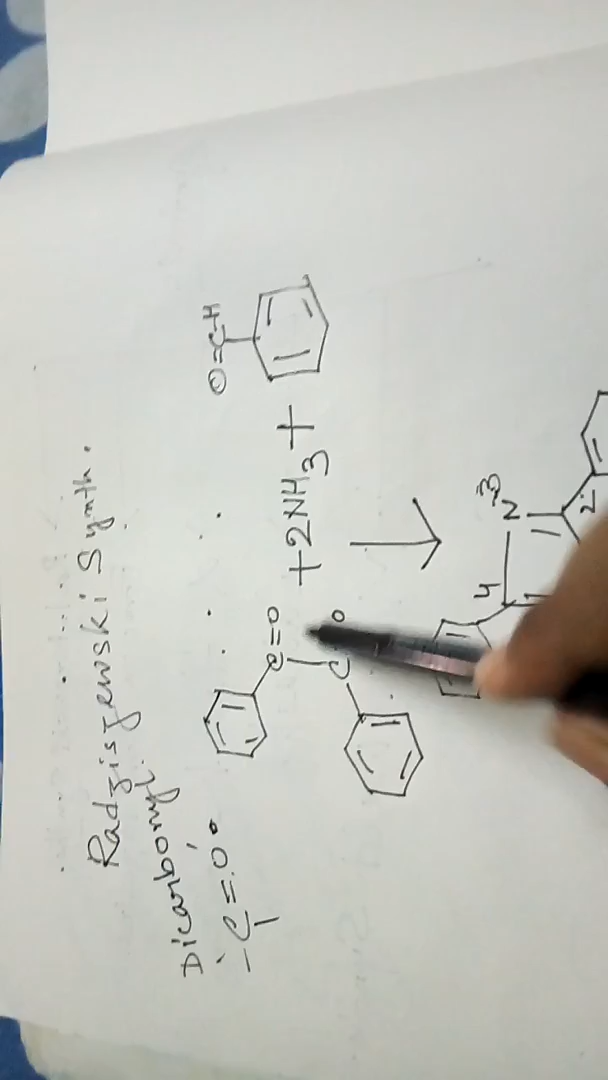 Radziszewski Synth.
Dicarbonyl.
-C=O
C=O
C O
+2NH3+
O=C-H
4 N 3
2